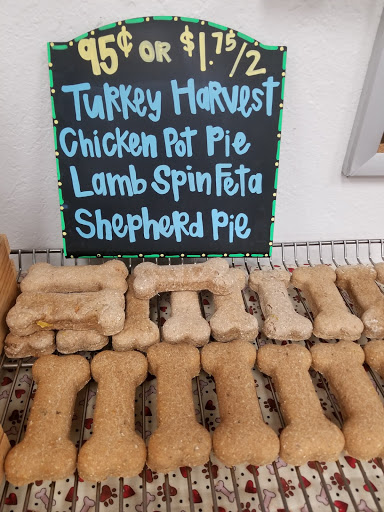 95¢ OR $1.75/2
Turkey Harvest
Chicken Pot Pie
Lamb Spin Feta
Shepherd Pie